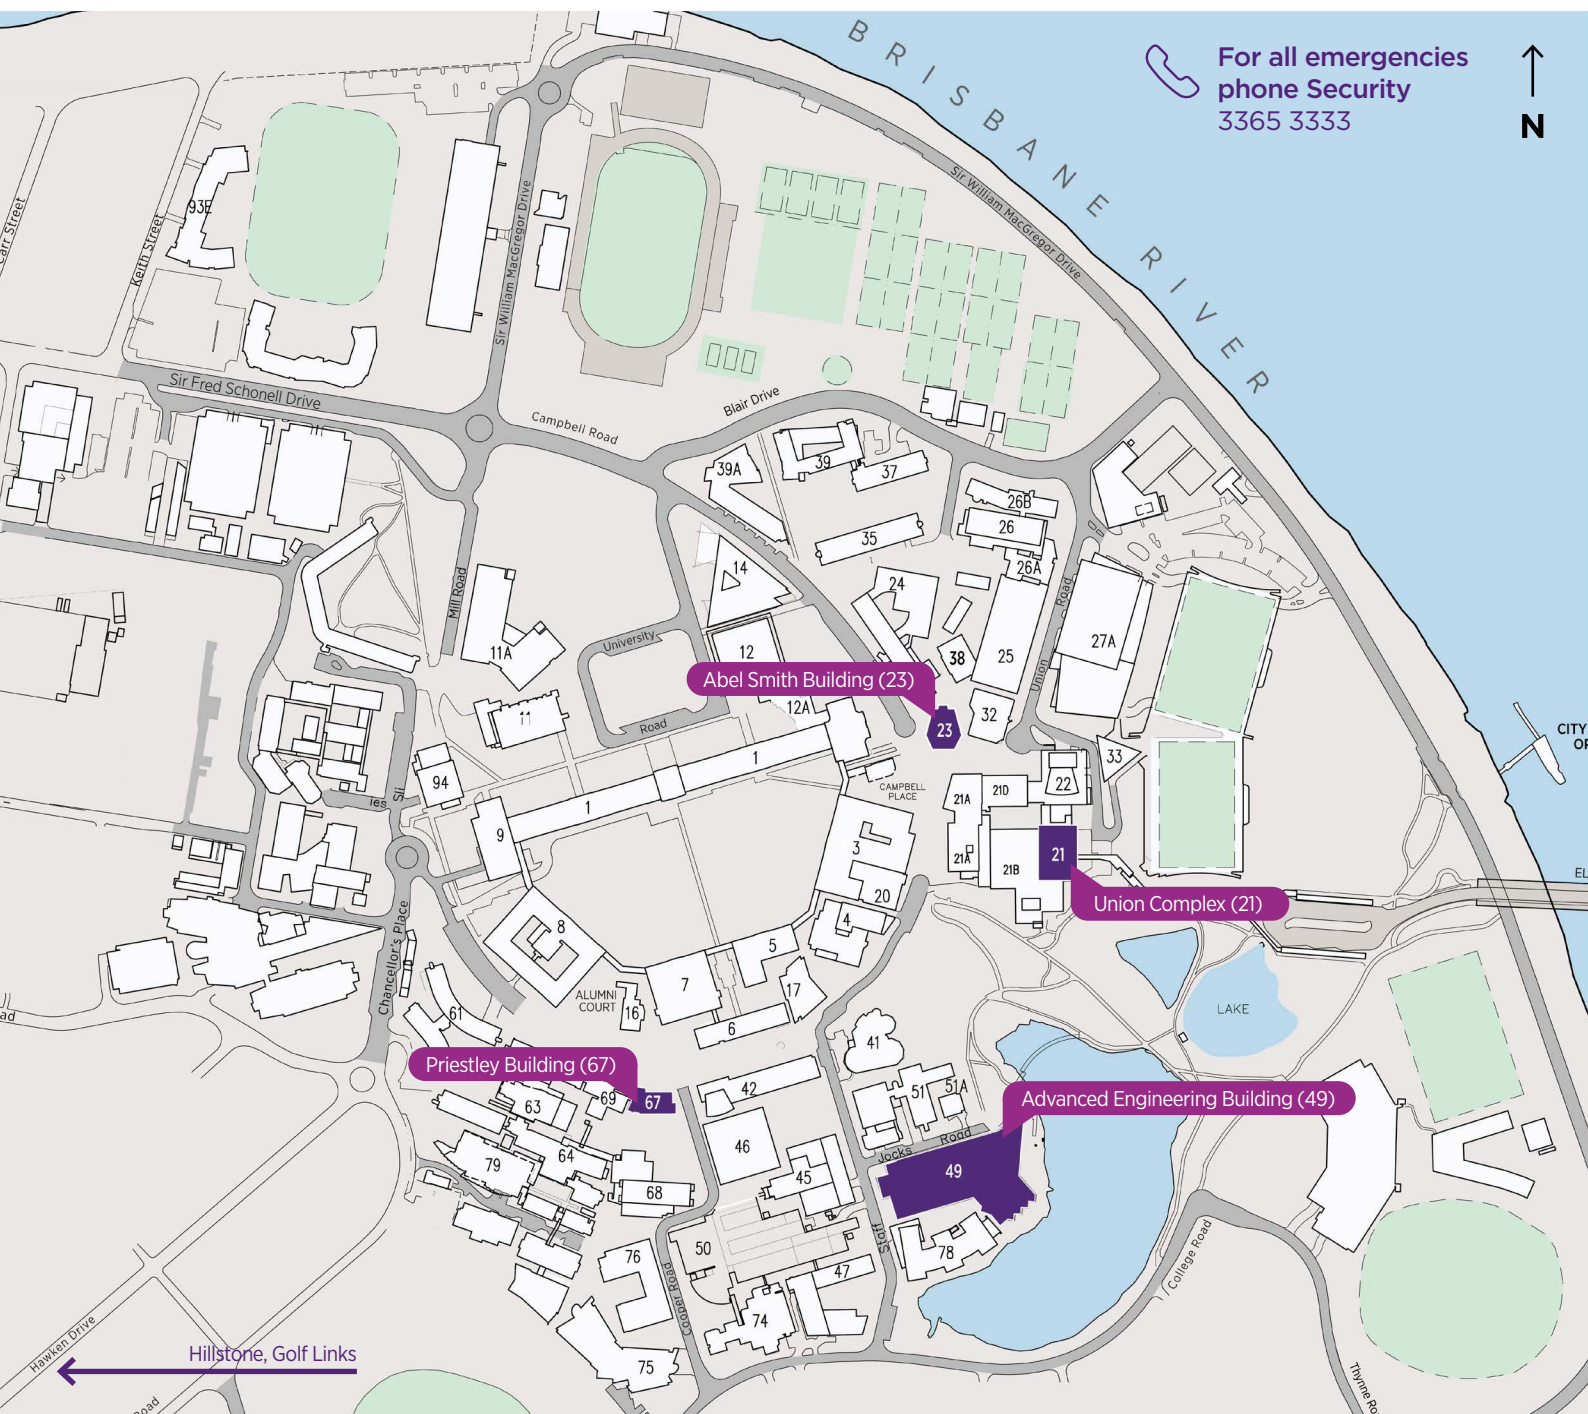 BRISBANE RIVER
For all emergencies
phone Security
3365 3333
N
Sir William MacGregor Drive
Sir William MacGregor Drive
Carr Street
Keith Street
93E
Sir Fred Schonell Drive
Campbell Road
Blair Drive
39A
39
37
26B
26
26A
35
24
14
12
38
25
27A
Union Road
Mill Road
11A
University Road
Abel Smith Building (23)
23
12A
11
32
33
CITY
1
1
94
CAMPBELL
PLACE
21A
21D
22
21A
21B
21
Union Complex (21)
9
3
20
4
8
5
7
17
16
6
ALUMNI
COURT
Chancellor's Place
61
LAKE
EL
ad
41
Priestley Building (67)
67
69
63
42
51
51A
Advanced Engineering Building (49)
Jocks Road
49
46
45
64
79
68
50
76
78
47
74
75
Staff
Cooper Road
College Road
Hawken Drive
Hillstone, Golf Links
Thynne Ro
oad